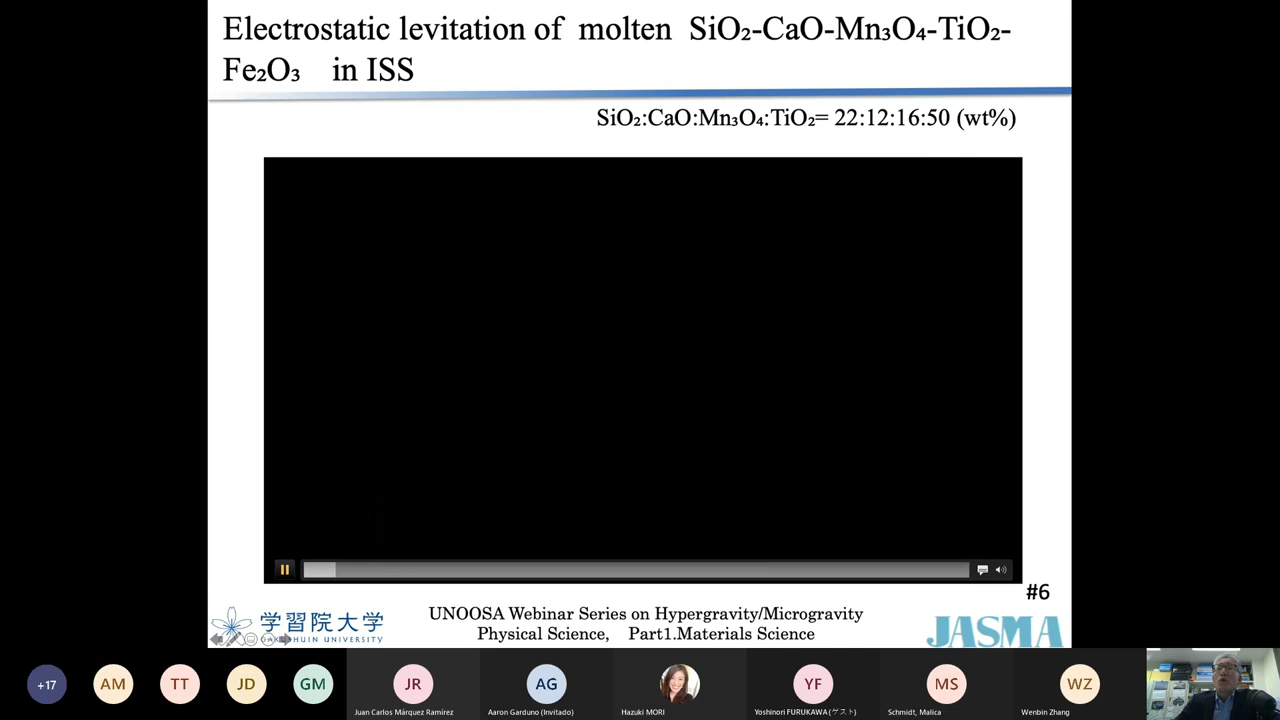 Electrostatic levitation of molten SiO₂-CaO-Mn₃O₄-TiO₂-
Fe₂O₃ in ISS
SiO₂:CaO:Mn₃O₄:TiO₂= 22:12:16:50 (wt%)
#6
学習院大学
GAKUSHUIN UNIVERSITY
UNOOSA Webinar Series on Hypergravity/Microgravity
Physical Science, Part1.Materials Science
JASMA
+17
AM
TT
JD
GM
JR
AG
YF
MS
WZ
Juan Carlos Márquez Ramírez
Aaron Garduno (Invitado)
Hazuki MORI
Yoshinori FURUKAWA (ゲスト)
Schmidt, Malica
Wenbin Zhang